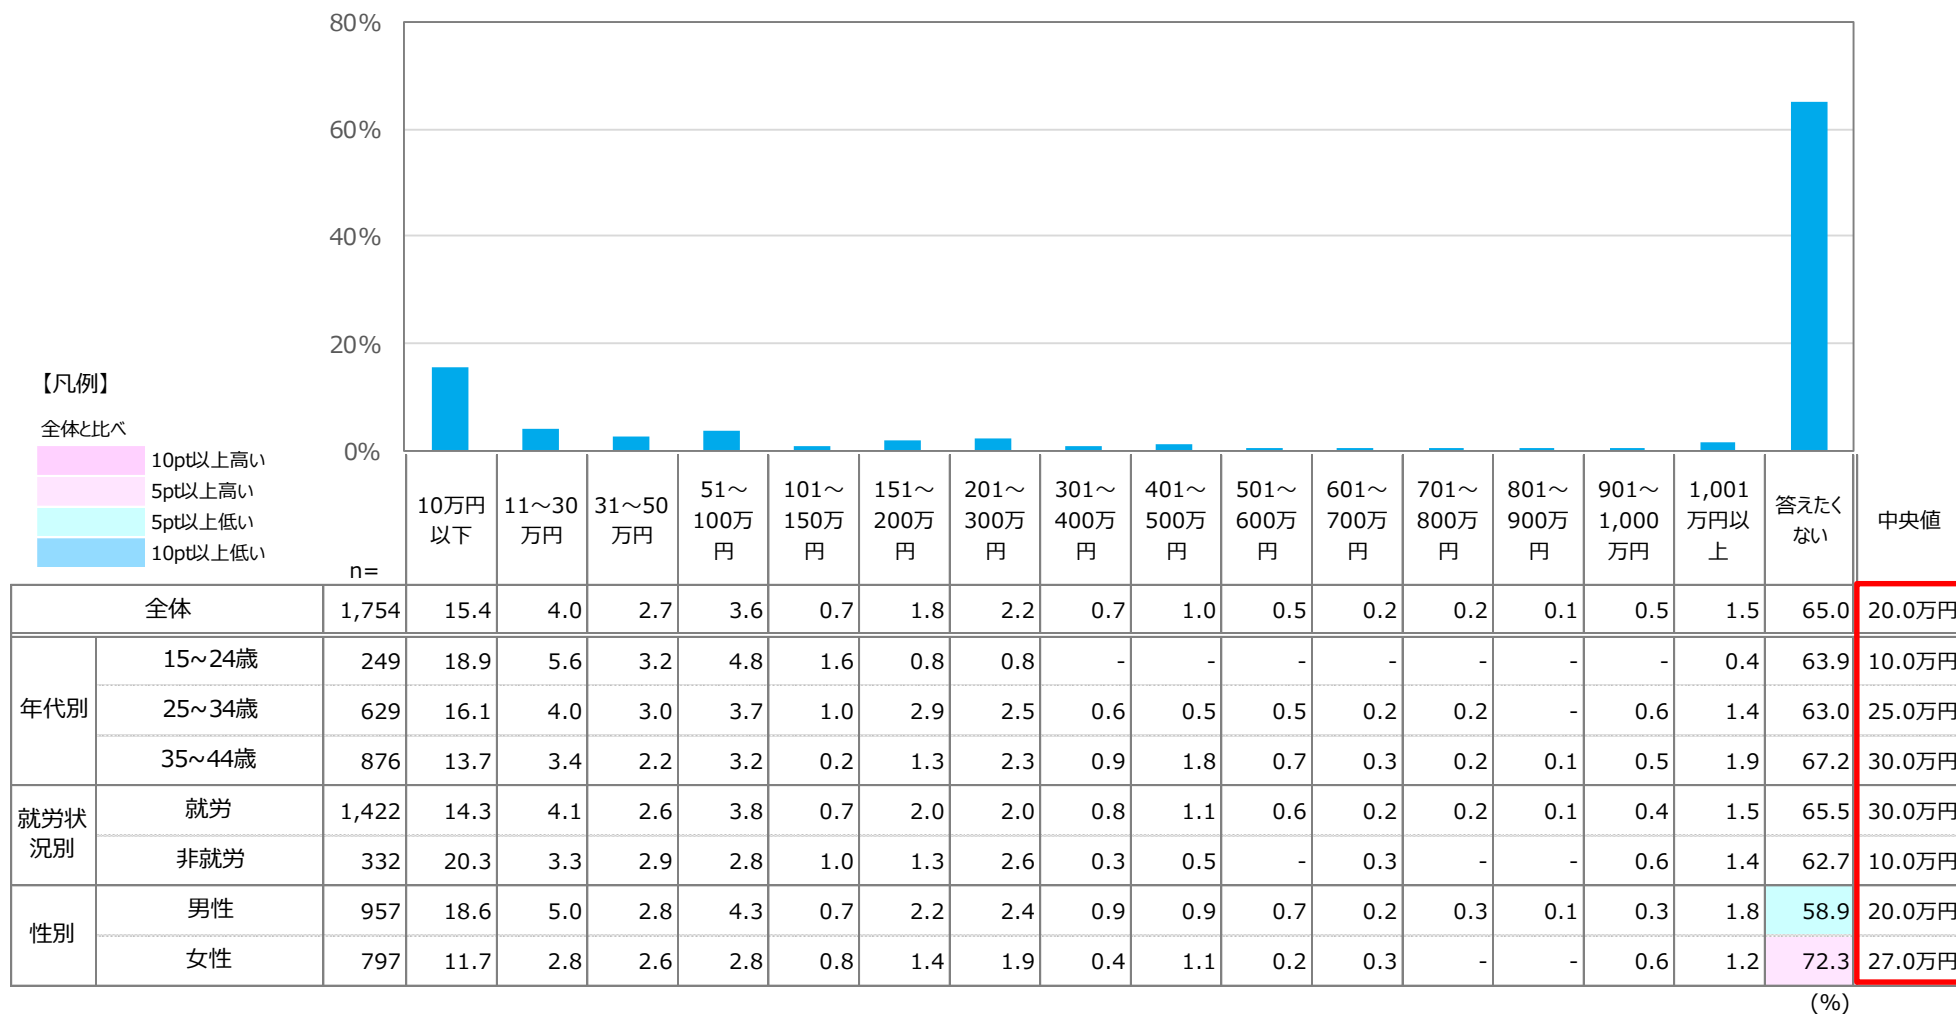 80%
60%
40%
20%
0%
【凡例】
全体と比べ
10pt以上高い
5pt以上高い
5pt以上低い
10pt以上低い
n=
10万円
以下
11～30
万円
31～50
万円
51～
100万
円
101～
150万
円
151～
200万
円
201～
300万
円
301～
400万
円
401～
500万
円
501～
600万
円
601～
700万
円
701～
800万
円
801～
900万
円
901～
1,000
万円
1,001
万円以
上
答えたく
ない
中央値
全体 1,754 15.4 4.0 2.7 3.6 0.7 1.8 2.2 0.7 1.0 0.5 0.2 0.2 0.1 0.5 1.5 65.0 20.0万円
年代別
15~24歳 249 18.9 5.6 3.2 4.8 1.6 0.8 0.8 - - - - - - - 0.4 63.9 10.0万円
25~34歳 629 16.1 4.0 3.0 3.7 1.0 2.9 2.5 0.6 0.5 0.5 0.2 0.2 - 0.6 1.4 63.0 25.0万円
35~44歳 876 13.7 3.4 2.2 3.2 0.2 1.3 2.3 0.9 1.8 0.7 0.3 0.2 0.1 0.5 1.9 67.2 30.0万円
就労状
況別
就労 1,422 14.3 4.1 2.6 3.8 0.7 2.0 2.0 0.8 1.1 0.6 0.2 0.2 0.1 0.4 1.5 65.5 30.0万円
非就労 332 20.3 3.3 2.9 2.8 1.0 1.3 2.6 0.3 0.5 - 0.3 - - 0.6 1.4 62.7 10.0万円
性別
男性 957 18.6 5.0 2.8 4.3 0.7 2.2 2.4 0.9 0.9 0.7 0.2 0.3 0.1 0.3 1.8 58.9 20.0万円
女性 797 11.7 2.8 2.6 2.8 0.8 1.4 1.9 0.4 1.1 0.2 0.3 - - 0.6 1.2 72.3 27.0万円
(%)